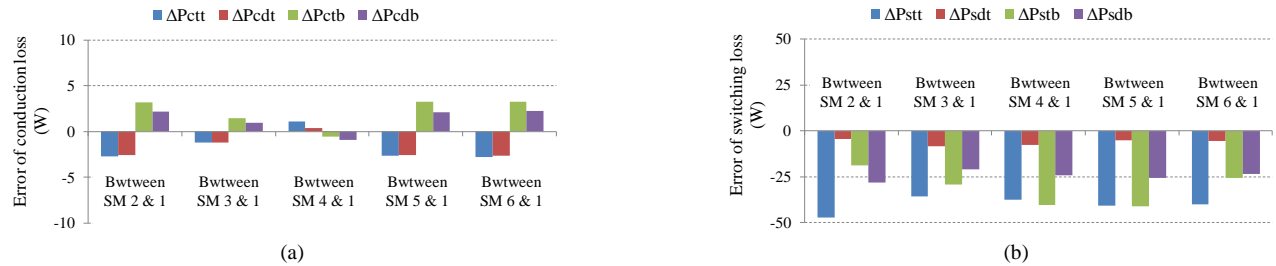 ΔPctt ΔPcdt ΔPctb ΔPcdb
Error of conduction loss
(W)
10
5
0
-5
-10
Bwtween
SM 2 & 1
Bwtween
SM 3 & 1
Bwtween
SM 4 & 1
Bwtween
SM 5 & 1
Bwtween
SM 6 & 1
(a)
ΔPstt ΔPsdt ΔPstb ΔPsdb
Error of switching loss
(W)
50
25
0
-25
-50
Bwtween
SM 2 & 1
Bwtween
SM 3 & 1
Bwtween
SM 4 & 1
Bwtween
SM 5 & 1
Bwtween
SM 6 & 1
(b)